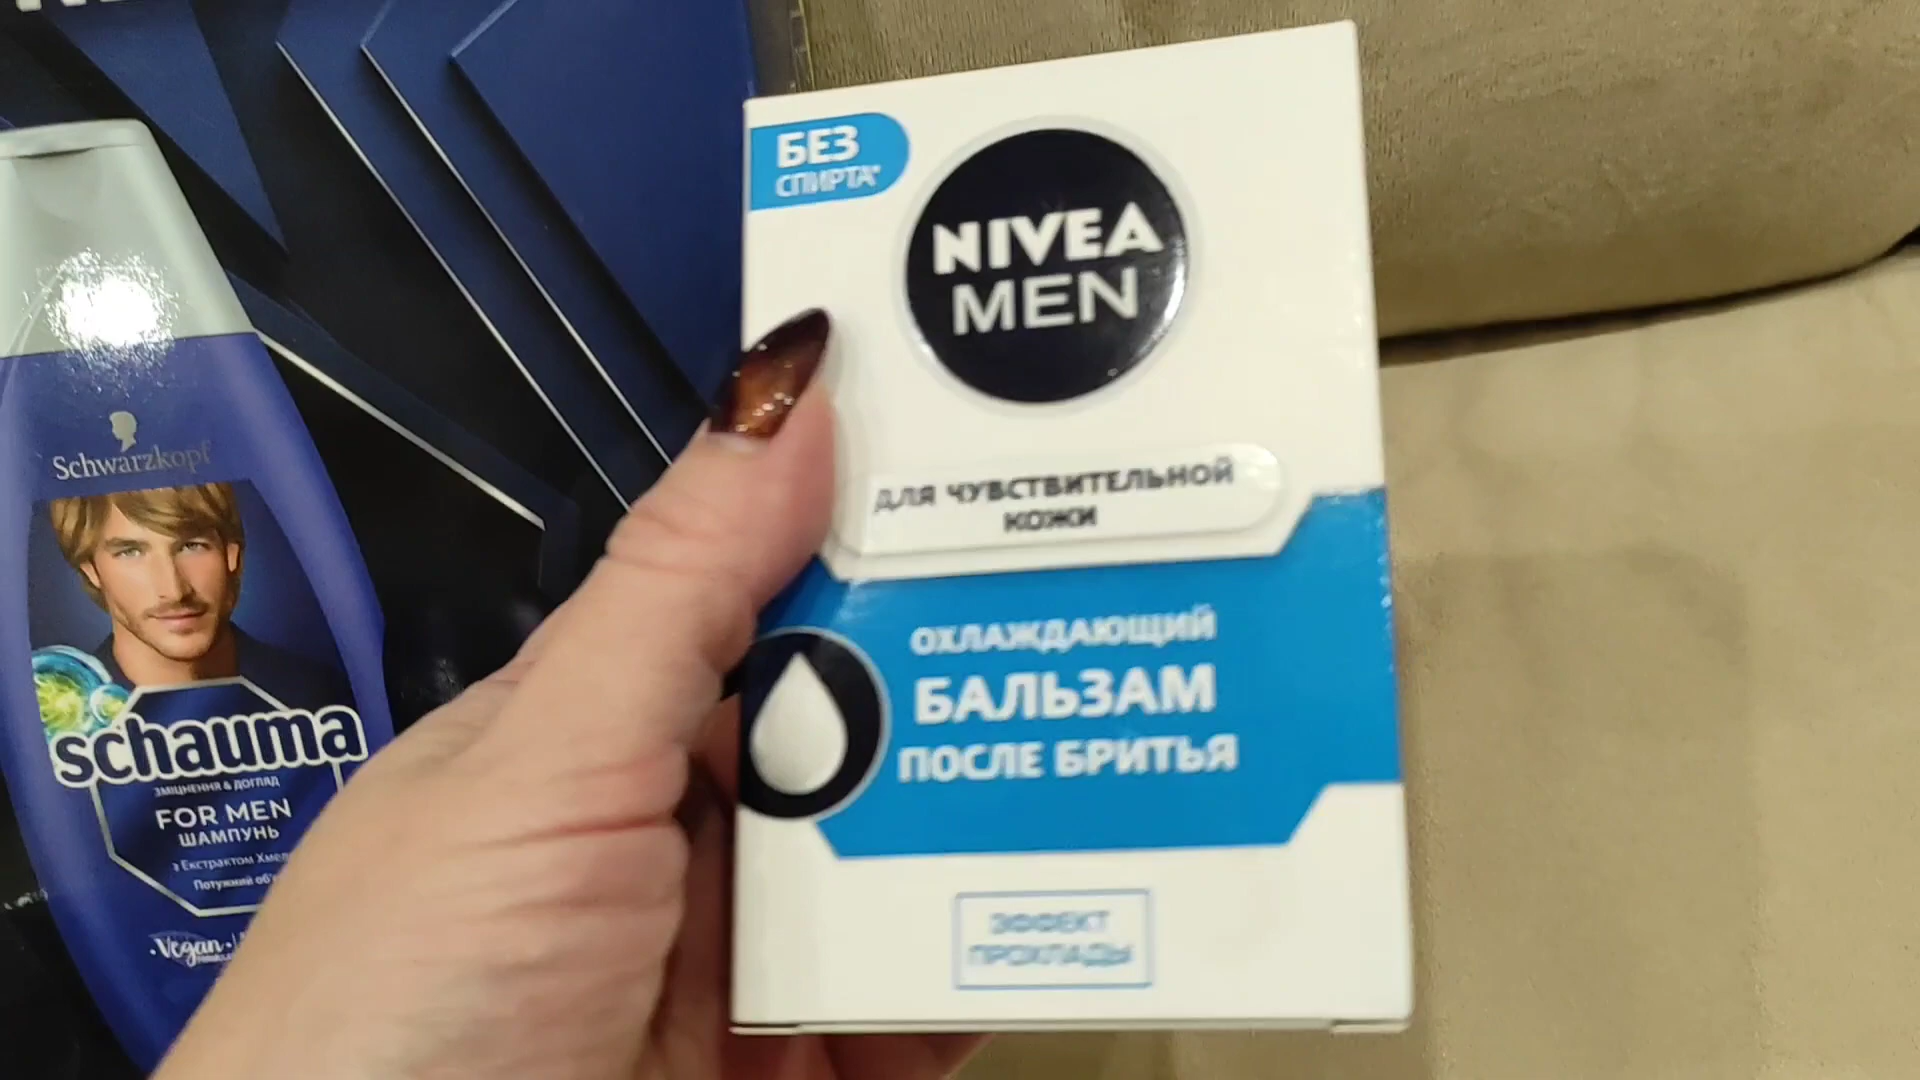 Schwarzkopf
schauma
ЗМІЦНЕННЯ & ДОГЛЯД
FOR MEN
ШАМПУНЬ
з Екстрактом
Потужний
Vegan
БЕЗ
СПИРТА*
NIVEA
MEN
ДЛЯ ЧУВСТВИТЕЛЬНОЙ
КОЖИ
ОХЛАЖДАЮЩИЙ
БАЛЬЗАМ
ПОСЛЕ БРИТЬЯ
ЭФФЕКТ
ПРОХЛАДЫ